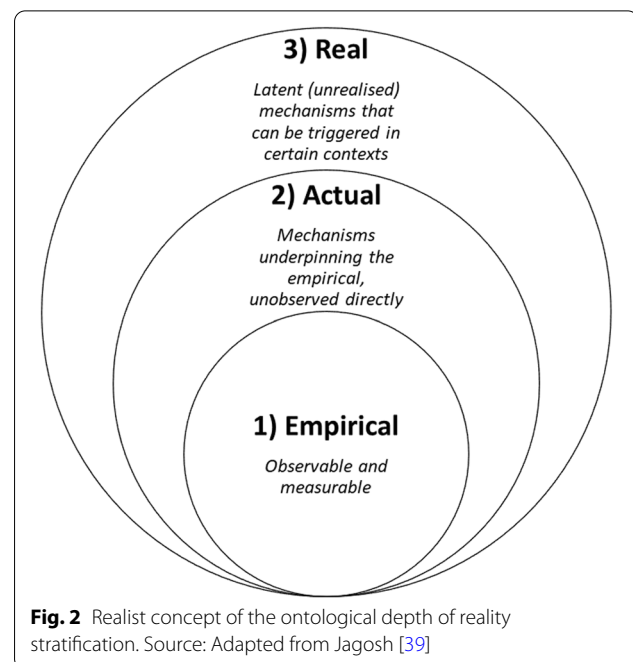 3) Real
Latent (unrealised)
mechanisms that
can be triggered in
certain contexts
2) Actual
Mechanisms
underpinning the
empirical,
unobserved directly
1) Empirical
Observable and
measurable
Fig. 2 Realist concept of the ontological depth of reality
stratification. Source: Adapted from Jagosh [39]